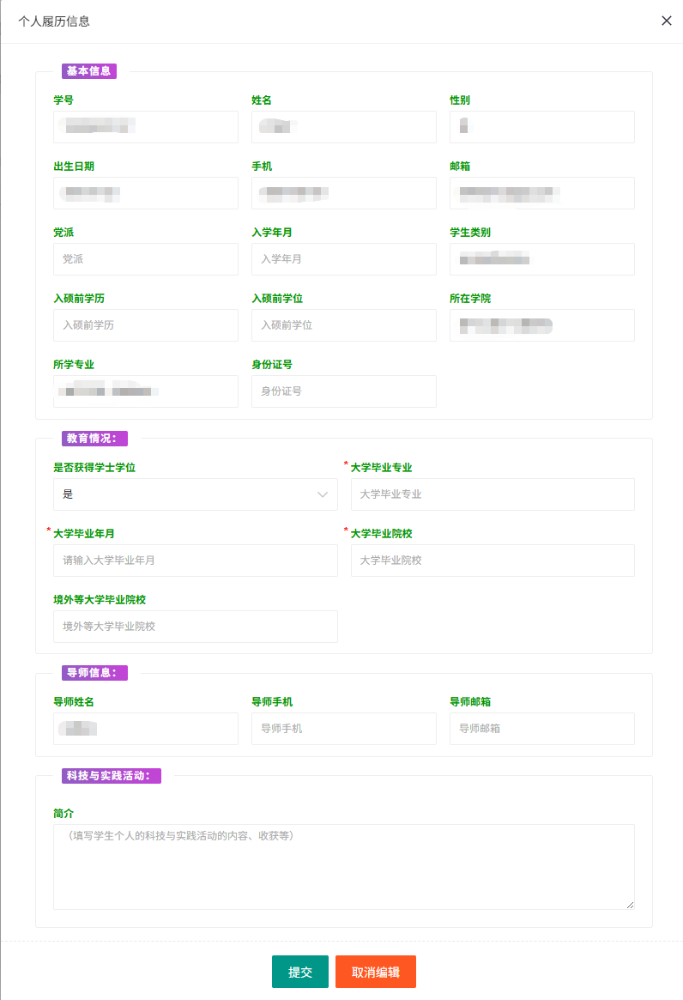 个人履历信息
基本信息
学号 姓名 性别
出生日期 手机 邮箱
党派 入学年月 学生类别
党派 入学年月
入硕前学历 入硕前学位 所在学院
入硕前学历 入硕前学位
所学专业 身份证号
身份证号
教育情况：
是否获得学士学位 *大学毕业专业
是 大学毕业专业
*大学毕业年月 *大学毕业院校
请输入大学毕业年月 大学毕业院校
境外等大学毕业院校
境外等大学毕业院校
导师信息：
导师姓名 导师手机 导师邮箱
导师手机 导师邮箱
科技与实践活动：
简介
（填写学生个人的科技与实践活动的内容、收获等）
提交 取消编辑